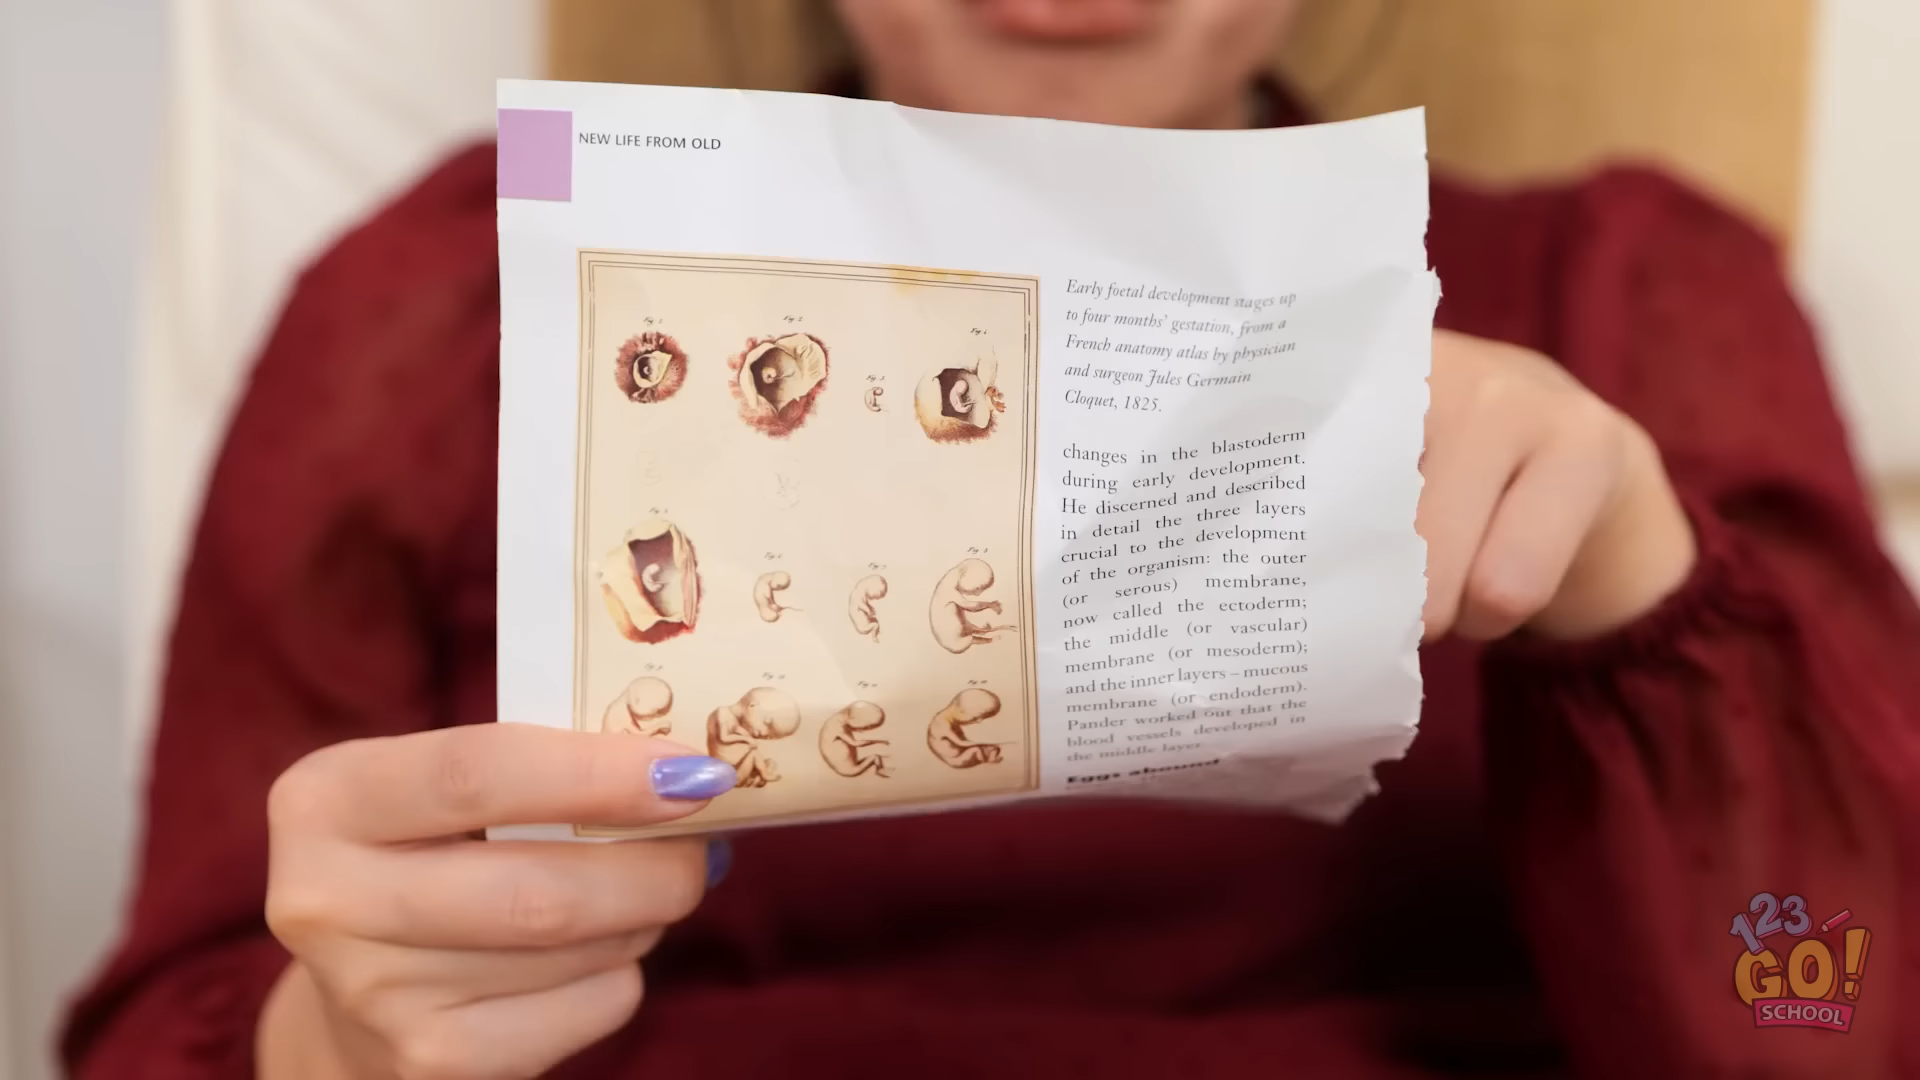 NEW LIFE FROM OLD
Early foetal development stages up
to four months' gestation, from a
French anatomy atlas by physician
and surgeon Jules Germain
Cloquet, 1825.
changes in the blastoderm
during early development.
He discerned and described
in detail the three layers
crucial to the development
of the organism: the outer
(or serous) membrane,
now called the ectoderm;
the middle (or vascular)
membrane (or mesoderm);
and the inner layers – mucous
membrane (or endoderm).
Pander worked out that the
blood vessels developed in
the middle layer.
Eggs abound
123
GO!
SCHOOL